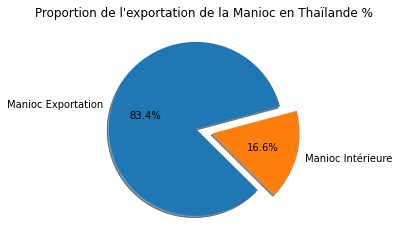 Proportion de l'exportation de la Manioc en Thaïlande %
Manioc Exportation
83.4%
16.6%
Manioc Intérieure